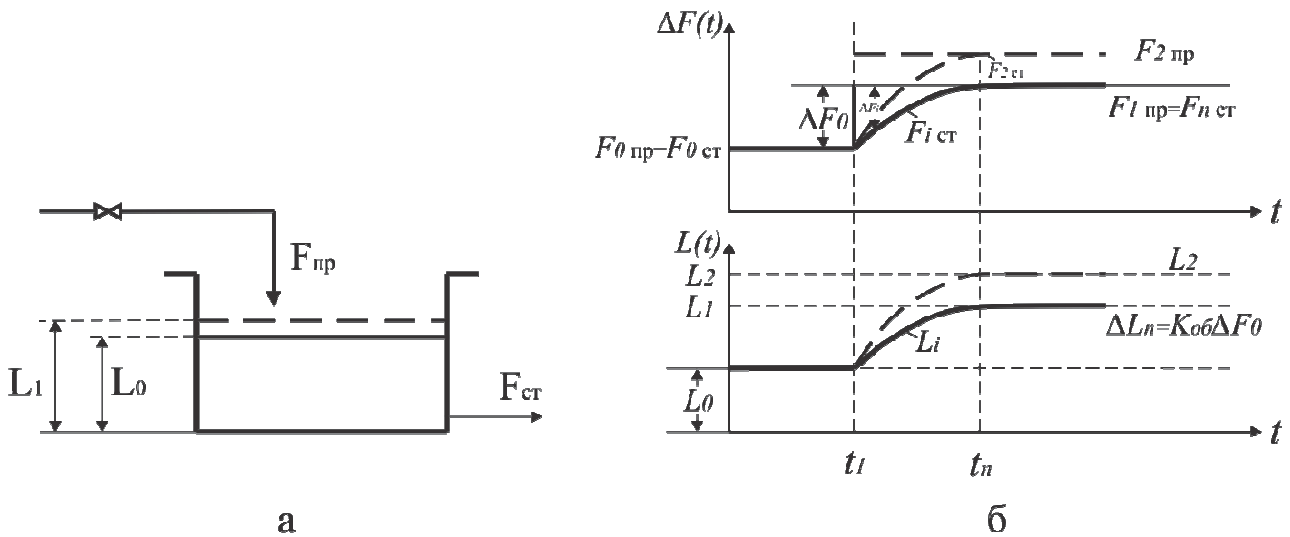 Fпр
L1
L0
Fст
а
ΔF(t)
F2 пр
F2 ст
ΔF0
ΔFi
F1 пр=Fn ст
Fi ст
F0 пр=F0 ст
t
L(t)
L2
L2
L1
ΔLn=KобΔF0
Li
L0
t
t1
tn
б